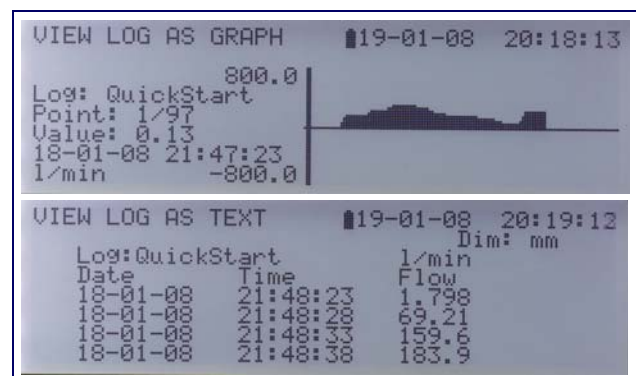 VIEW LOG AS GRAPH 19-01-08 20:18:13
800.0
Log: QuickStart
Point: 1/97
Value: 0.13
18-01-08 21:47:23
l/min -800.0
VIEW LOG AS TEXT 19-01-08 20:19:12
Dim: mm
Log:QuickStart l/min
Date Time Flow
18-01-08 21:48:23 1.798
18-01-08 21:48:28 69.21
18-01-08 21:48:33 159.6
18-01-08 21:48:38 183.9